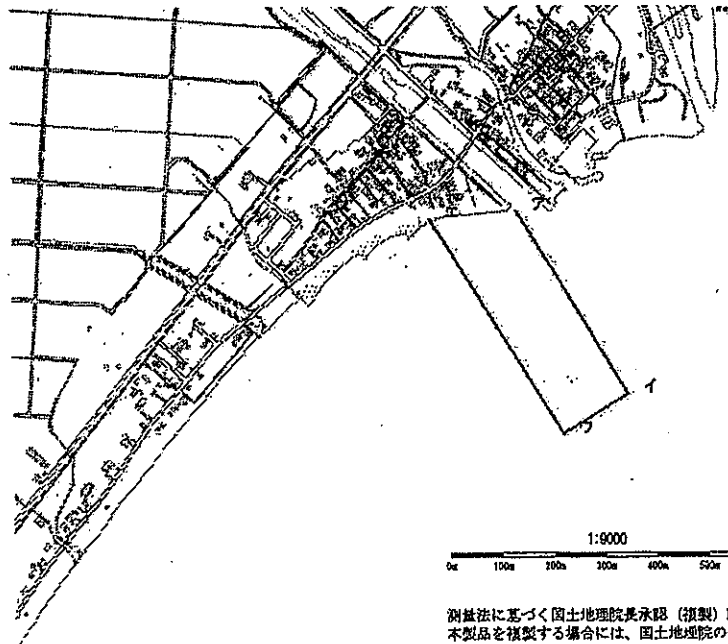 イ
ウ
1:9000
0m 100m 200m 300m 400m 500m
測量法に基づく国土地理院長承認（複製）
本製品を複製する場合には、国土地理院の